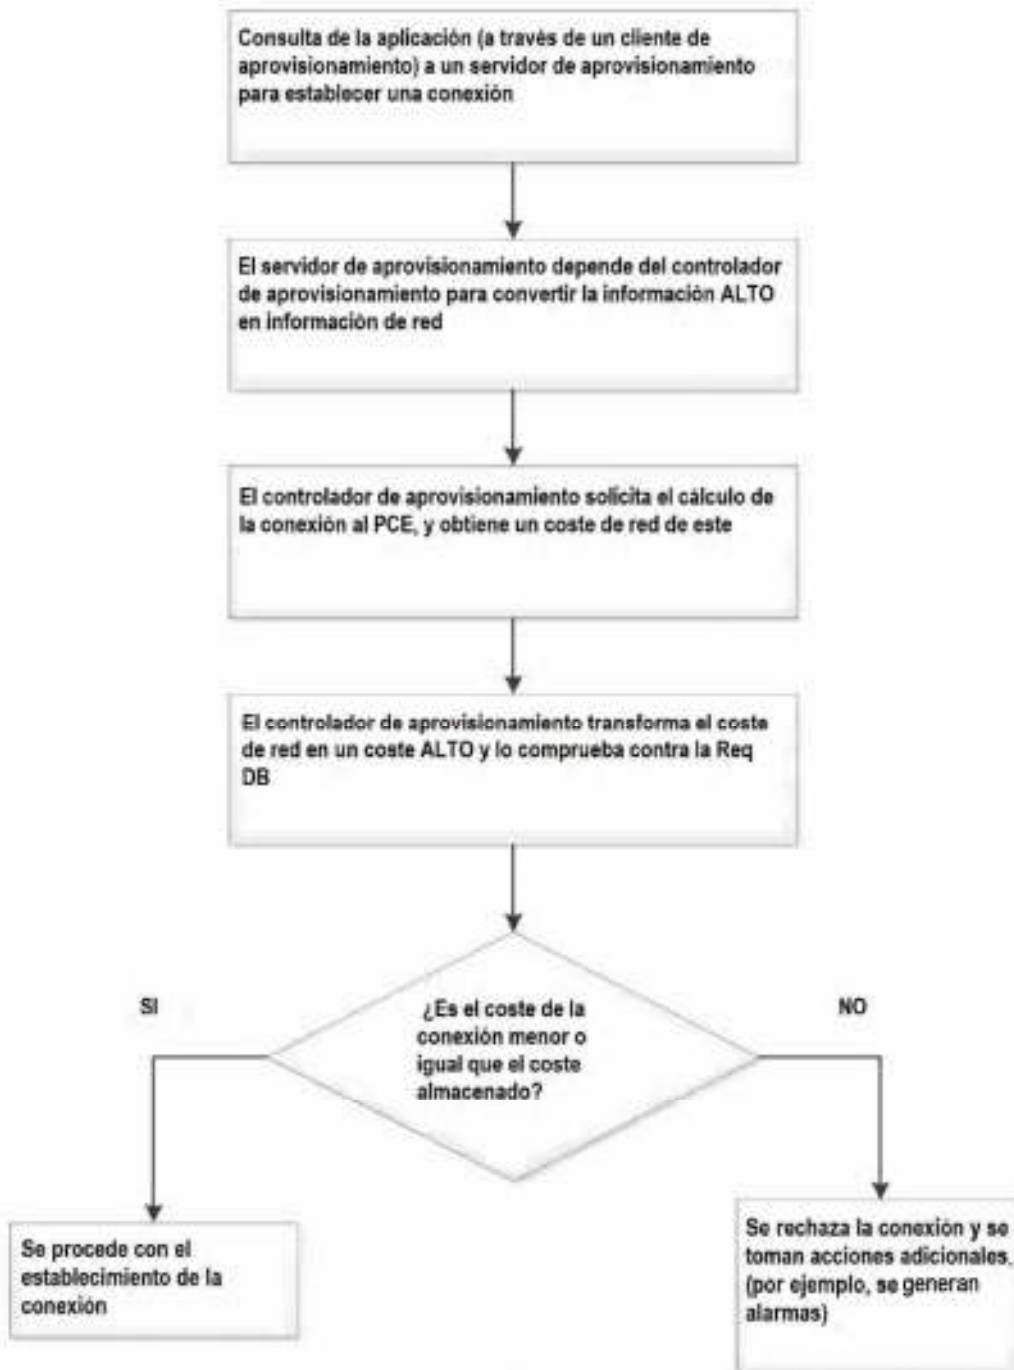 Consulta de la aplicación (a través de un cliente de
aprovisionamiento) a un servidor de aprovisionamiento
para establecer una conexión
El servidor de aprovisionamiento depende del controlador
de aprovisionamiento para convertir la información ALTO
en información de red
El controlador de aprovisionamiento solicita el cálculo de
la conexión al PCE, y obtiene un coste de red de este
El controlador de aprovisionamiento transforma el coste
de red en un coste ALTO y lo comprueba contra la Req
DB
SI
NO
¿Es el coste de la
conexión menor o
igual que el coste
almacenado?
Se procede con el
establecimiento de la
conexión
Se rechaza la conexión y se
toman acciones adicionales.
(por ejemplo, se generan
alarmas)